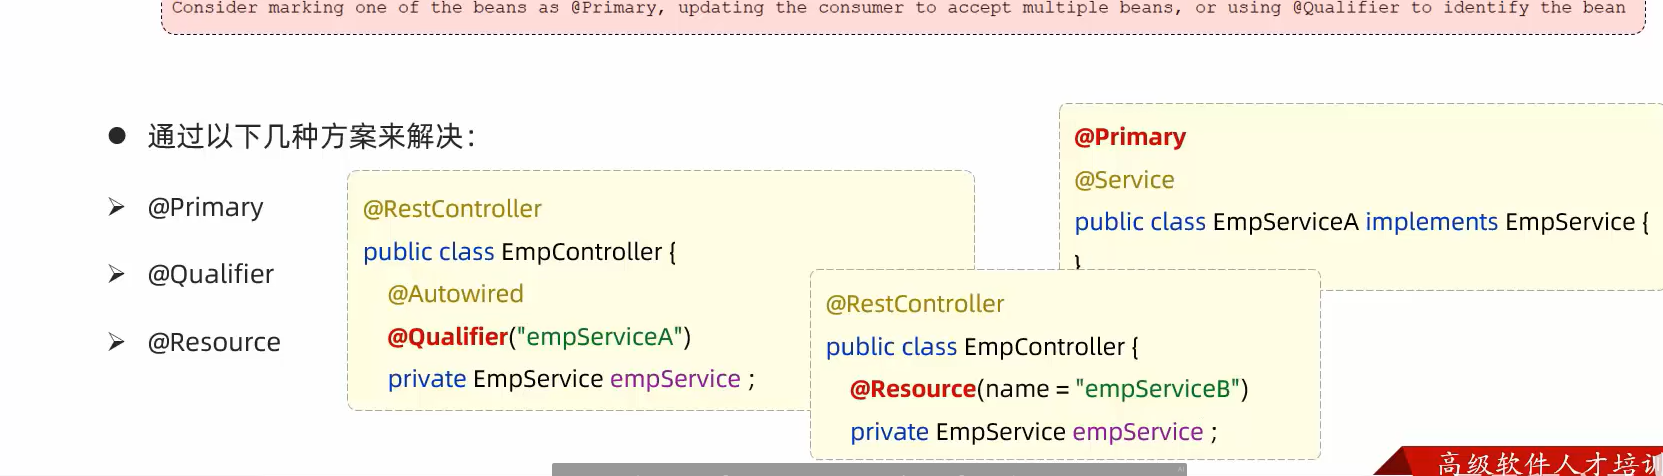 Consider marking one of the beans as @Primary, updating the consumer to accept multiple beans, or using @Qualifier to identify the bean
● 通过以下几种方案来解决：
➢ @Primary
➢ @Qualifier
➢ @Resource
@RestController
public class EmpController {
@Autowired
@Qualifier("empServiceA")
private EmpService empService ;
@RestController
public class EmpController {
@Resource(name = "empServiceB")
private EmpService empService ;
@Primary
@Service
public class EmpServiceA implements EmpService {
}
高级软件人才培训